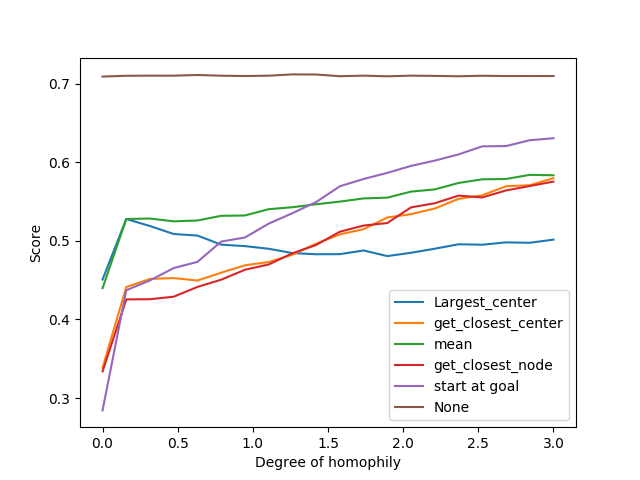 0.7
0.6
0.5
0.4
0.3
Score
0.0
0.5
1.0
1.5
2.0
2.5
3.0
Degree of homophily
Largest_center
get_closest_center
mean
get_closest_node
start at goal
None